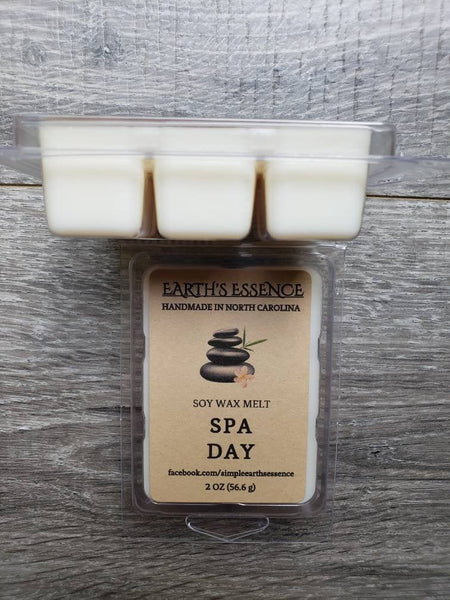 EARTH'S ESSENCE
HANDMADE IN NORTH CAROLINA
SOY WAX MELT
SPA
DAY
facebook.com/simpleearthsessence
2 OZ (56.6 g)